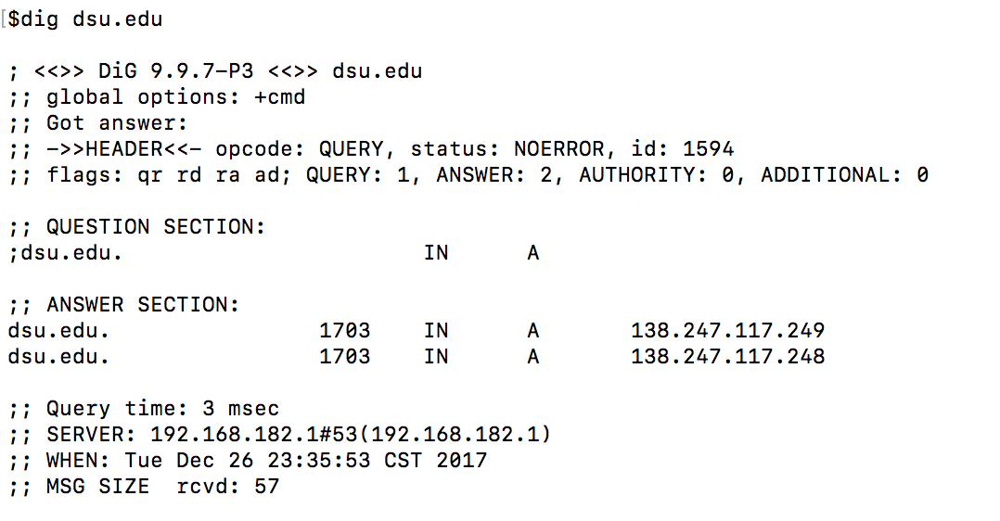 [$dig dsu.edu
; <<>> DiG 9.9.7-P3 <<>> dsu.edu
;; global options: +cmd
;; Got answer:
;; ->>HEADER<<- opcode: QUERY, status: NOERROR, id: 1594
;; flags: qr rd ra ad; QUERY: 1, ANSWER: 2, AUTHORITY: 0, ADDITIONAL: 0
;; QUESTION SECTION:
;dsu.edu. IN A
;; ANSWER SECTION:
dsu.edu. 1703 IN A 138.247.117.249
dsu.edu. 1703 IN A 138.247.117.248
;; Query time: 3 msec
;; SERVER: 192.168.182.1#53(192.168.182.1)
;; WHEN: Tue Dec 26 23:35:53 CST 2017
;; MSG SIZE  rcvd: 57